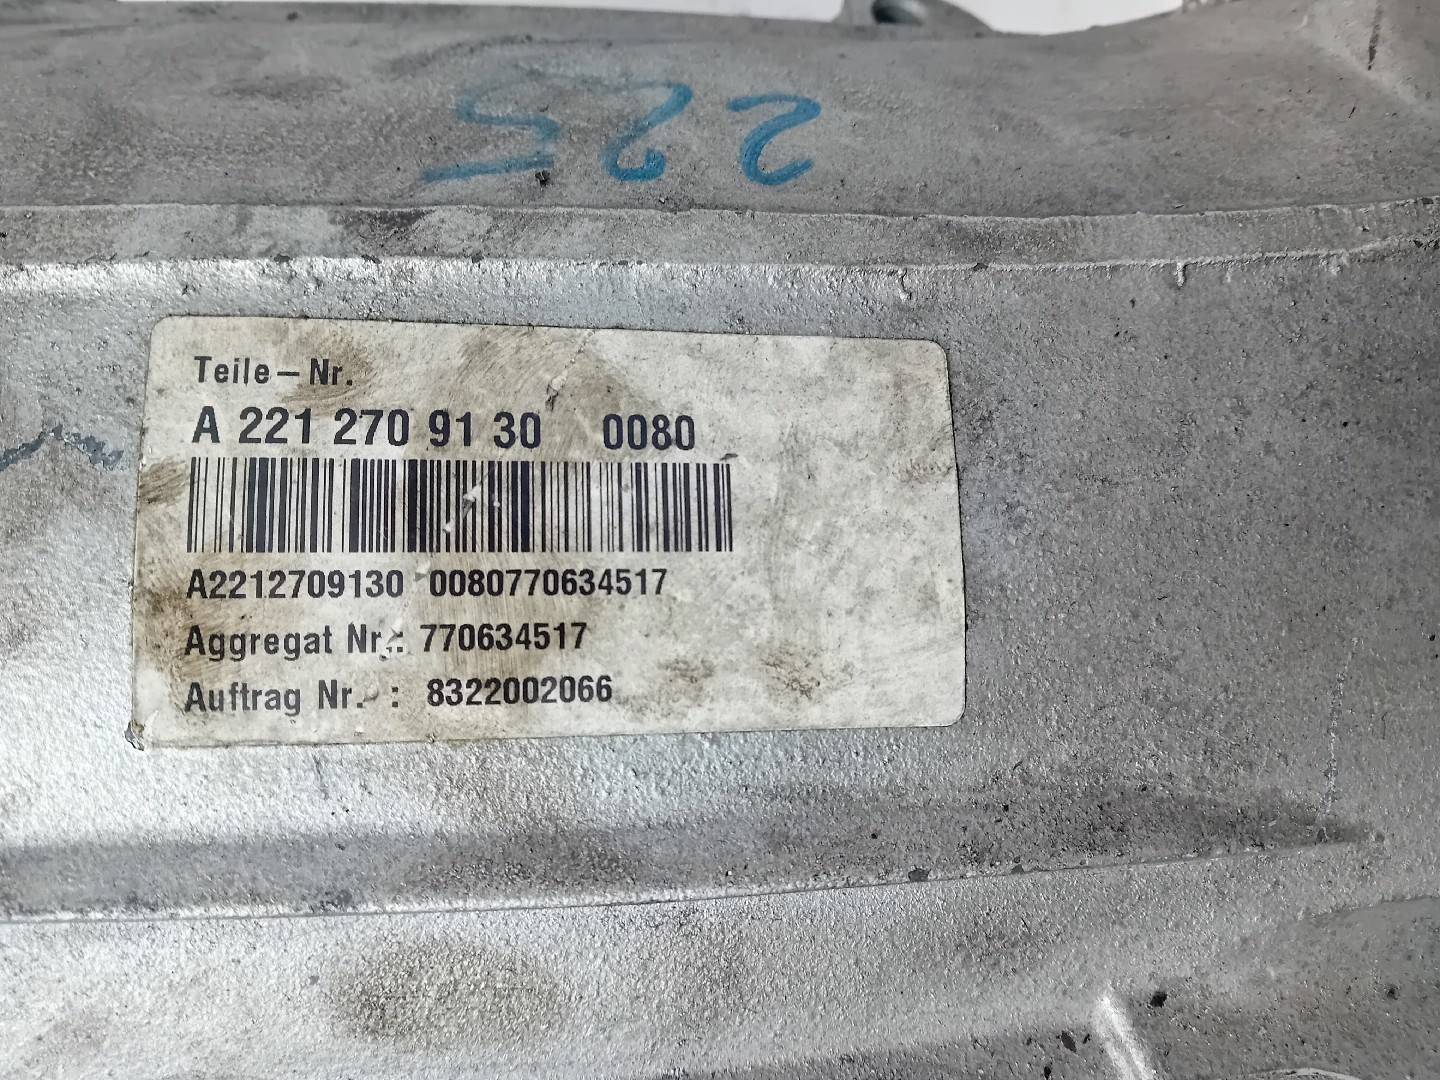 225
Teile-Nr.
A 221 270 91 30 0080
A2212709130 0080770634517
Aggregat Nr.: 770634517
Auftrag Nr. : 8322002066